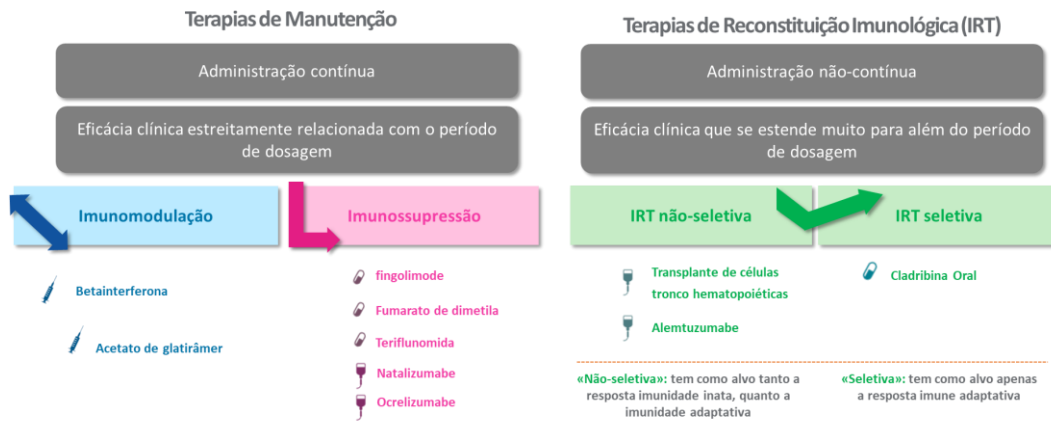 Terapias de Manutenção
Administração contínua
Eficácia clínica estreitamente relacionada com o período
de dosagem
Imunomodulação
Imunossupressão
Betainterferona
Acetato de glatirâmer
fingolimode
Fumarato de dimetila
Teriflunomida
Natalizumabe
Ocrelizumabe
Terapias de Reconstituição Imunológica (IRT)
Administração não-contínua
Eficácia clínica que se estende muito para além do período
de dosagem
IRT não-seletiva
IRT seletiva
Transplante de células
tronco hematopoiéticas
Alemtuzumabe
Cladribina Oral
«Não-seletiva»: tem como alvo tanto a
resposta imunidade inata, quanto a
imunidade adaptativa
«Seletiva»: tem como alvo apenas
a resposta imune adaptativa